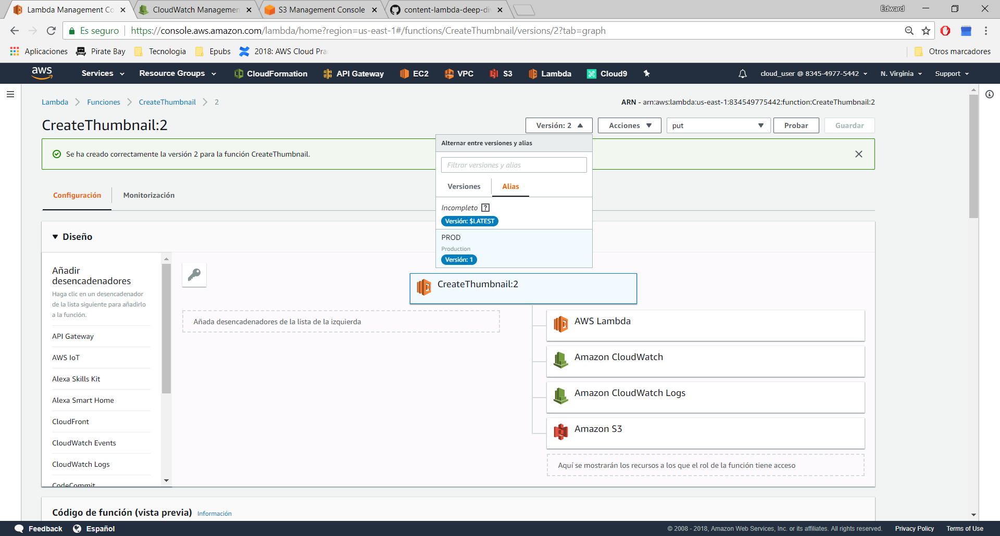 Lambda Management Co
CloudWatch Managemen
S3 Management Console
content-lambda-deep-di
Edward
Es seguro
https://console.aws.amazon.com/lambda/home?region=us-east-1#/functions/CreateThumbnail/versions/2?tab=graph
Aplicaciones
Pirate Bay
Tecnologia
Epubs
2018: AWS Cloud Pra
Otros marcadores
aws
Services
Resource Groups
CloudFormation
API Gateway
EC2
VPC
S3
Lambda
Cloud9
cloud_user @ 8345-4977-5442
N. Virginia
Support
Lambda
Funciones
CreateThumbnail
2
ARN - arn:aws:lambda:us-east-1:834549775442:function:CreateThumbnail:2
CreateThumbnail:2
Versión: 2
Acciones
put
Probar
Guardar
Se ha creado correctamente la versión 2 para la función CreateThumbnail.
Alternar entre versiones y alias
Filtrar versiones y alias
Versiones
Alias
Incompleto ?
Versión: $LATEST
PROD
Production
Versión: 1
Configuración
Monitorización
Diseño
Añadir
desencadenadores
Haga clic en un desencadenador
de la lista siguiente para añadirlo
a la función.
API Gateway
AWS IoT
Alexa Skills Kit
Alexa Smart Home
CloudFront
CloudWatch Events
CloudWatch Logs
CodeCommit
CreateThumbnail:2
Añada desencadenadores de la lista de la izquierda
AWS Lambda
Amazon CloudWatch
Amazon CloudWatch Logs
Amazon S3
Aquí se mostrarán los recursos a los que el rol de la función tiene acceso
Código de función (vista previa)
Información
Feedback
Español
© 2008 - 2018, Amazon Web Services, Inc. or its affiliates. All rights reserved.
Privacy Policy
Terms of Use